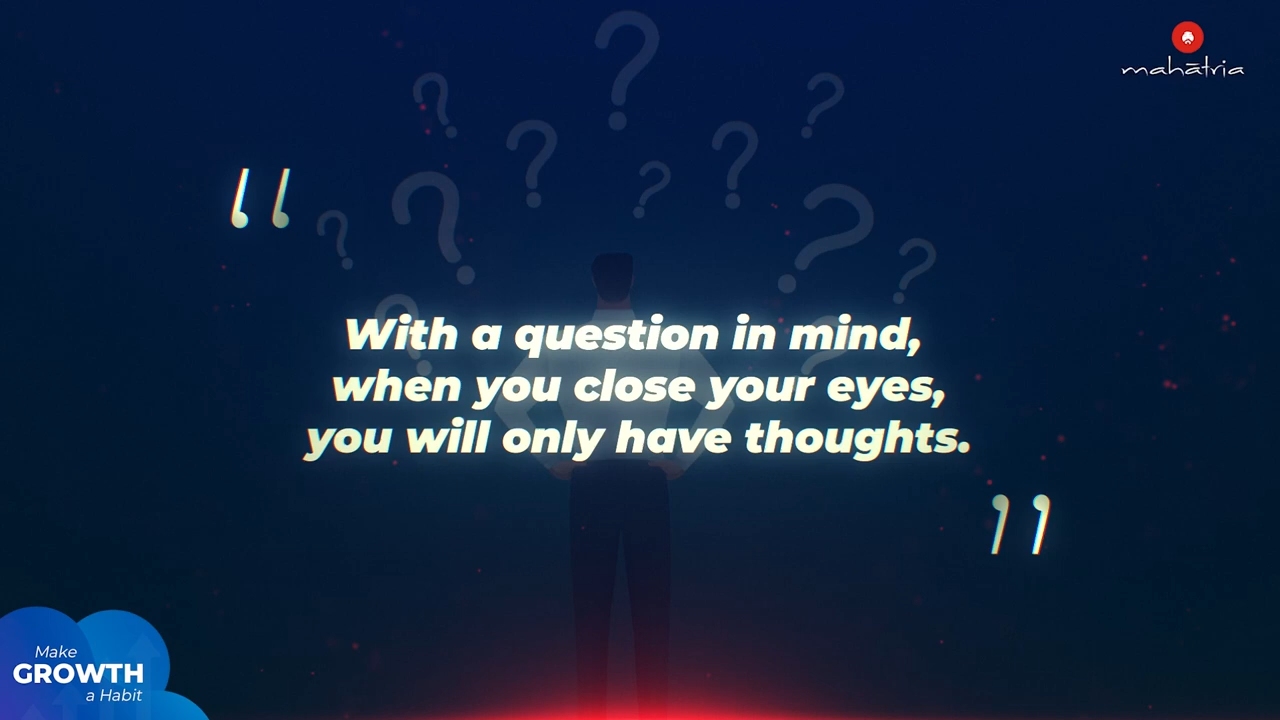 mahātria
“
With a question in mind,
when you close your eyes,
you will only have thoughts.
”
Make
GROWTH
a Habit